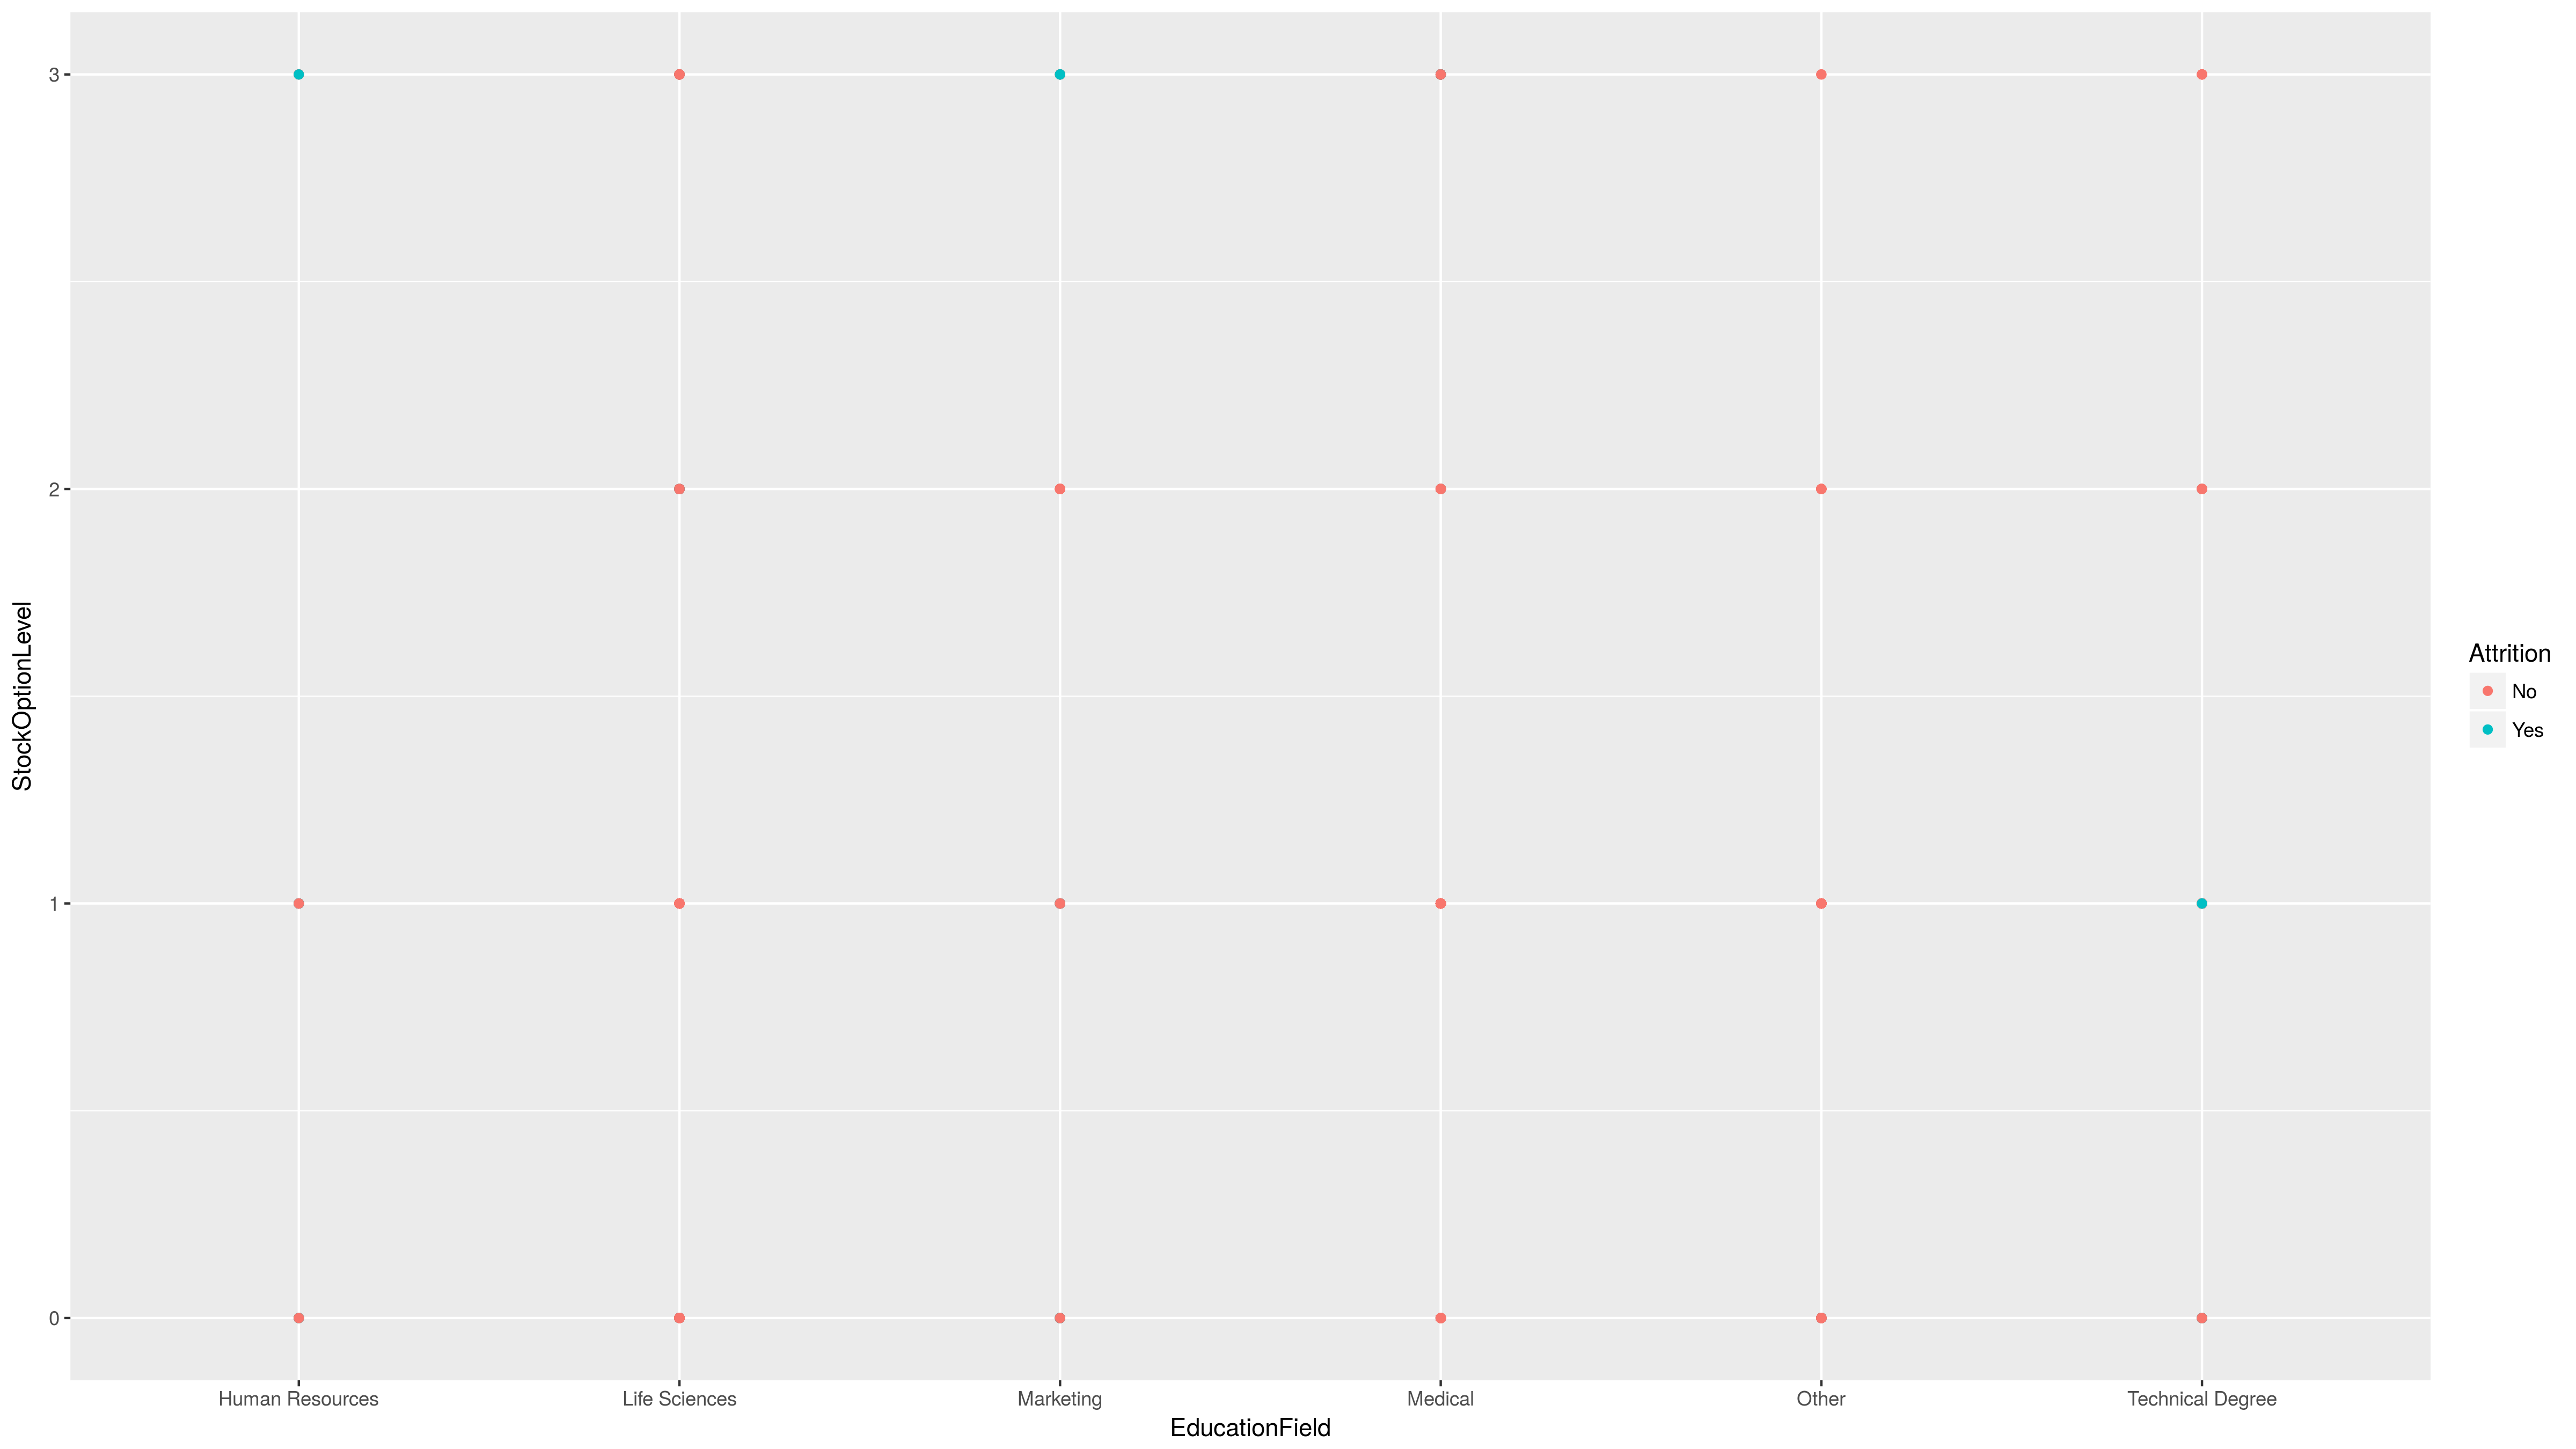 3
2
1
0
StockOptionLevel
Human Resources
Life Sciences
Marketing
Medical
Other
Technical Degree
EducationField
Attrition
No
Yes